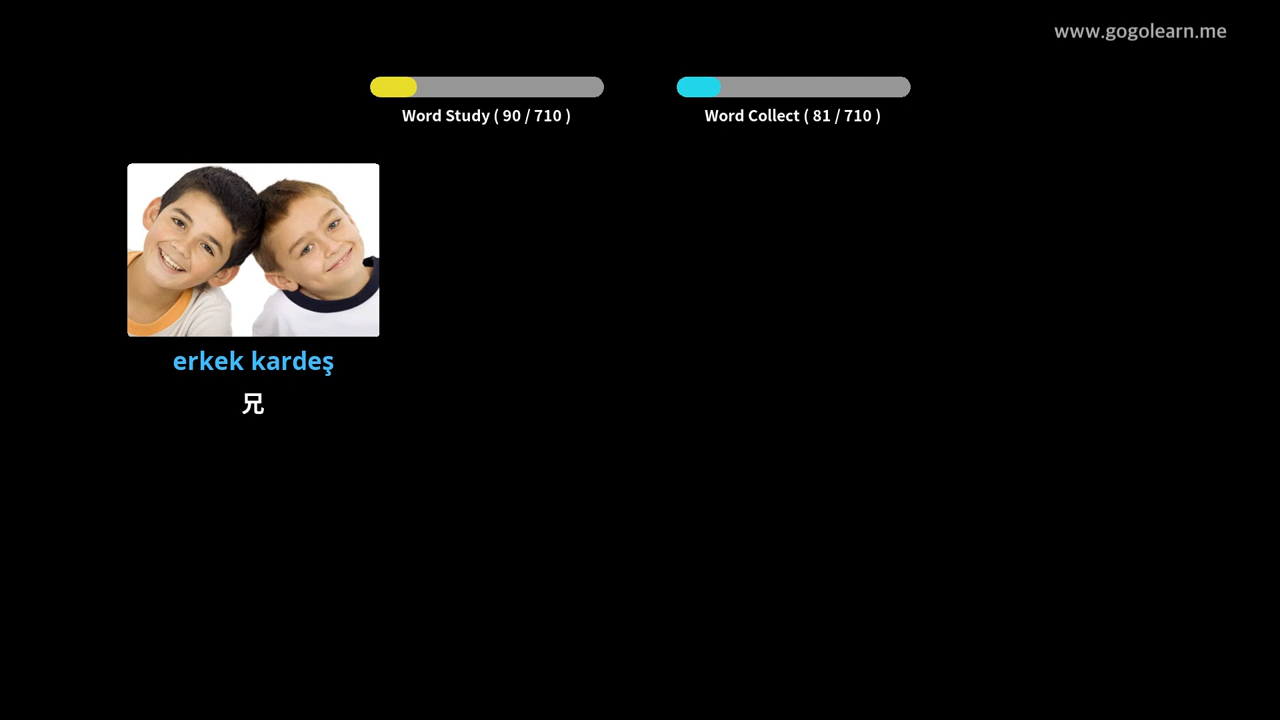 www.gogolearn.me
Word Study ( 90 / 710 )
Word Collect ( 81 / 710 )
erkek kardeş
兄